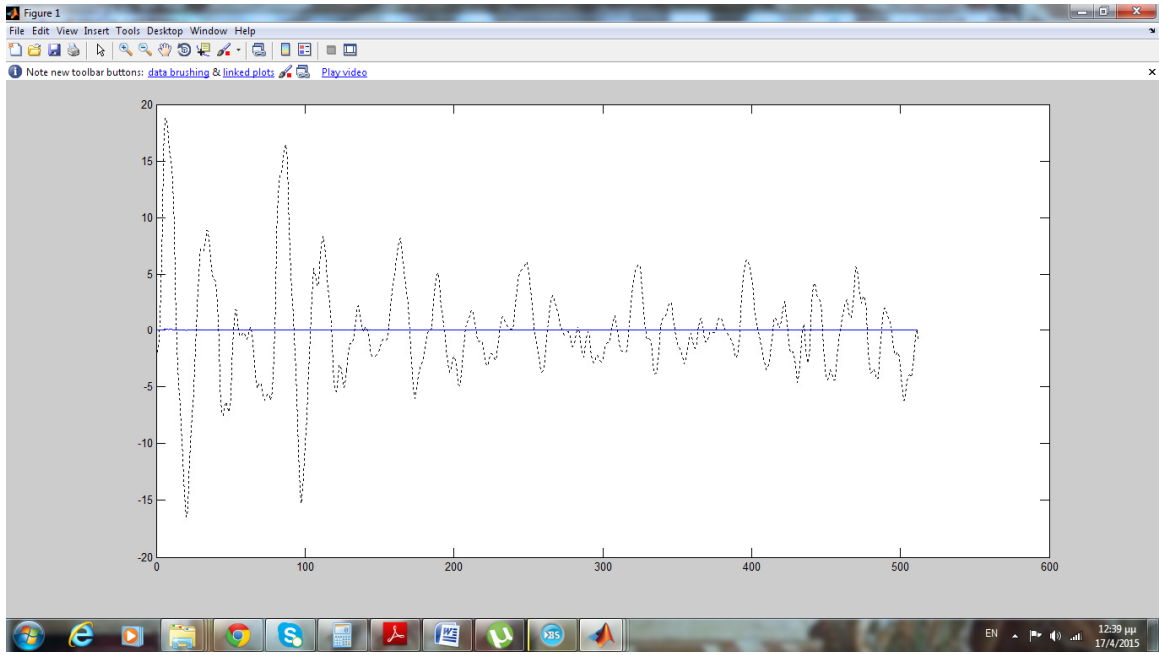 Figure 1
File Edit View Insert Tools Desktop Window Help
Note new toolbar buttons: data brushing & linked plots Play video
20
15
10
5
0
-5
-10
-15
-20
0 100 200 300 400 500 600
BS
EN 12:39 μμ
17/4/2015